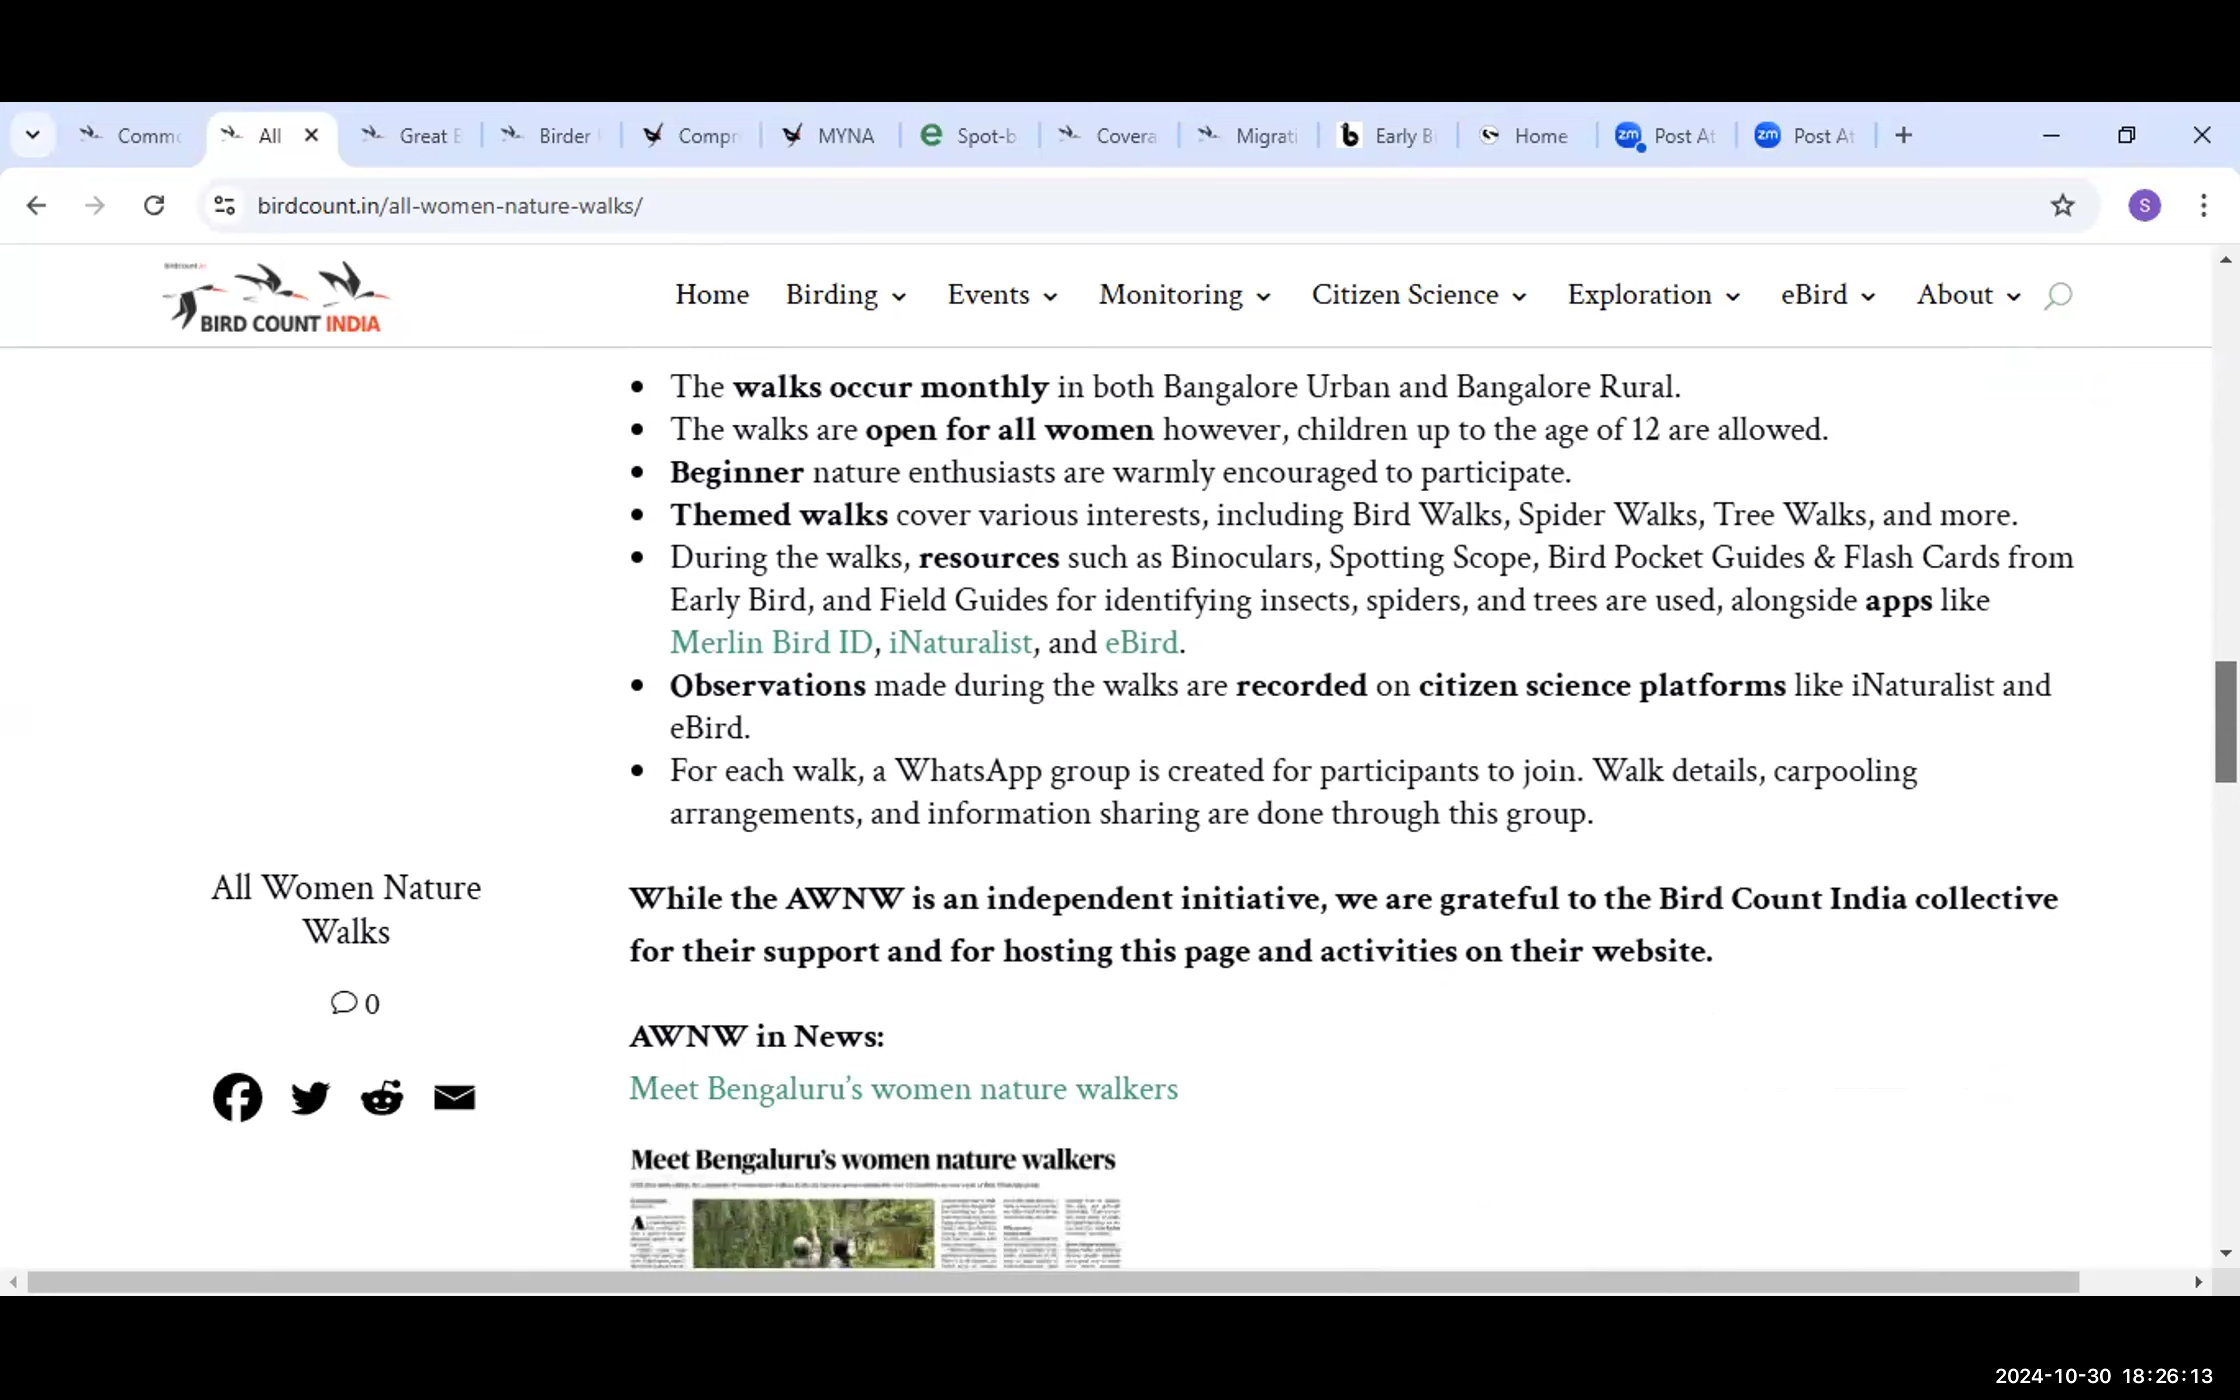 Commo
All
Great B
Birder
Compr
MYNA
Spot-b
Covera
Migrati
Early Bi
Home
Post At
Post At
birdcount.in/all-women-nature-walks/
S
BIRD COUNT INDIA
Home Birding Events Monitoring Citizen Science Exploration eBird About
• The walks occur monthly in both Bangalore Urban and Bangalore Rural.
• The walks are open for all women however, children up to the age of 12 are allowed.
• Beginner nature enthusiasts are warmly encouraged to participate.
• Themed walks cover various interests, including Bird Walks, Spider Walks, Tree Walks, and more.
• During the walks, resources such as Binoculars, Spotting Scope, Bird Pocket Guides & Flash Cards from
Early Bird, and Field Guides for identifying insects, spiders, and trees are used, alongside apps like
Merlin Bird ID, iNaturalist, and eBird.
• Observations made during the walks are recorded on citizen science platforms like iNaturalist and
eBird.
• For each walk, a WhatsApp group is created for participants to join. Walk details, carpooling
arrangements, and information sharing are done through this group.
All Women Nature
Walks
0
While the AWNW is an independent initiative, we are grateful to the Bird Count India collective
for their support and for hosting this page and activities on their website.
AWNW in News:
Meet Bengaluru’s women nature walkers
Meet Bengaluru’s women nature walkers
2024-10-30 18:26:13